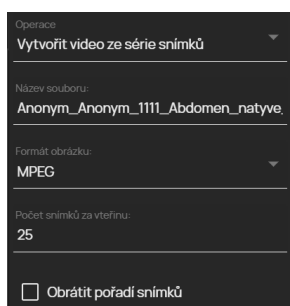 Operace
Vytvořit video ze série snímků
Název souboru:
Anonym_Anonym_1111_Abdomen_natyve_
Formát obrázku:
MPEG
Počet snímků za vteřinu:
25
Obrátit pořadí snímků